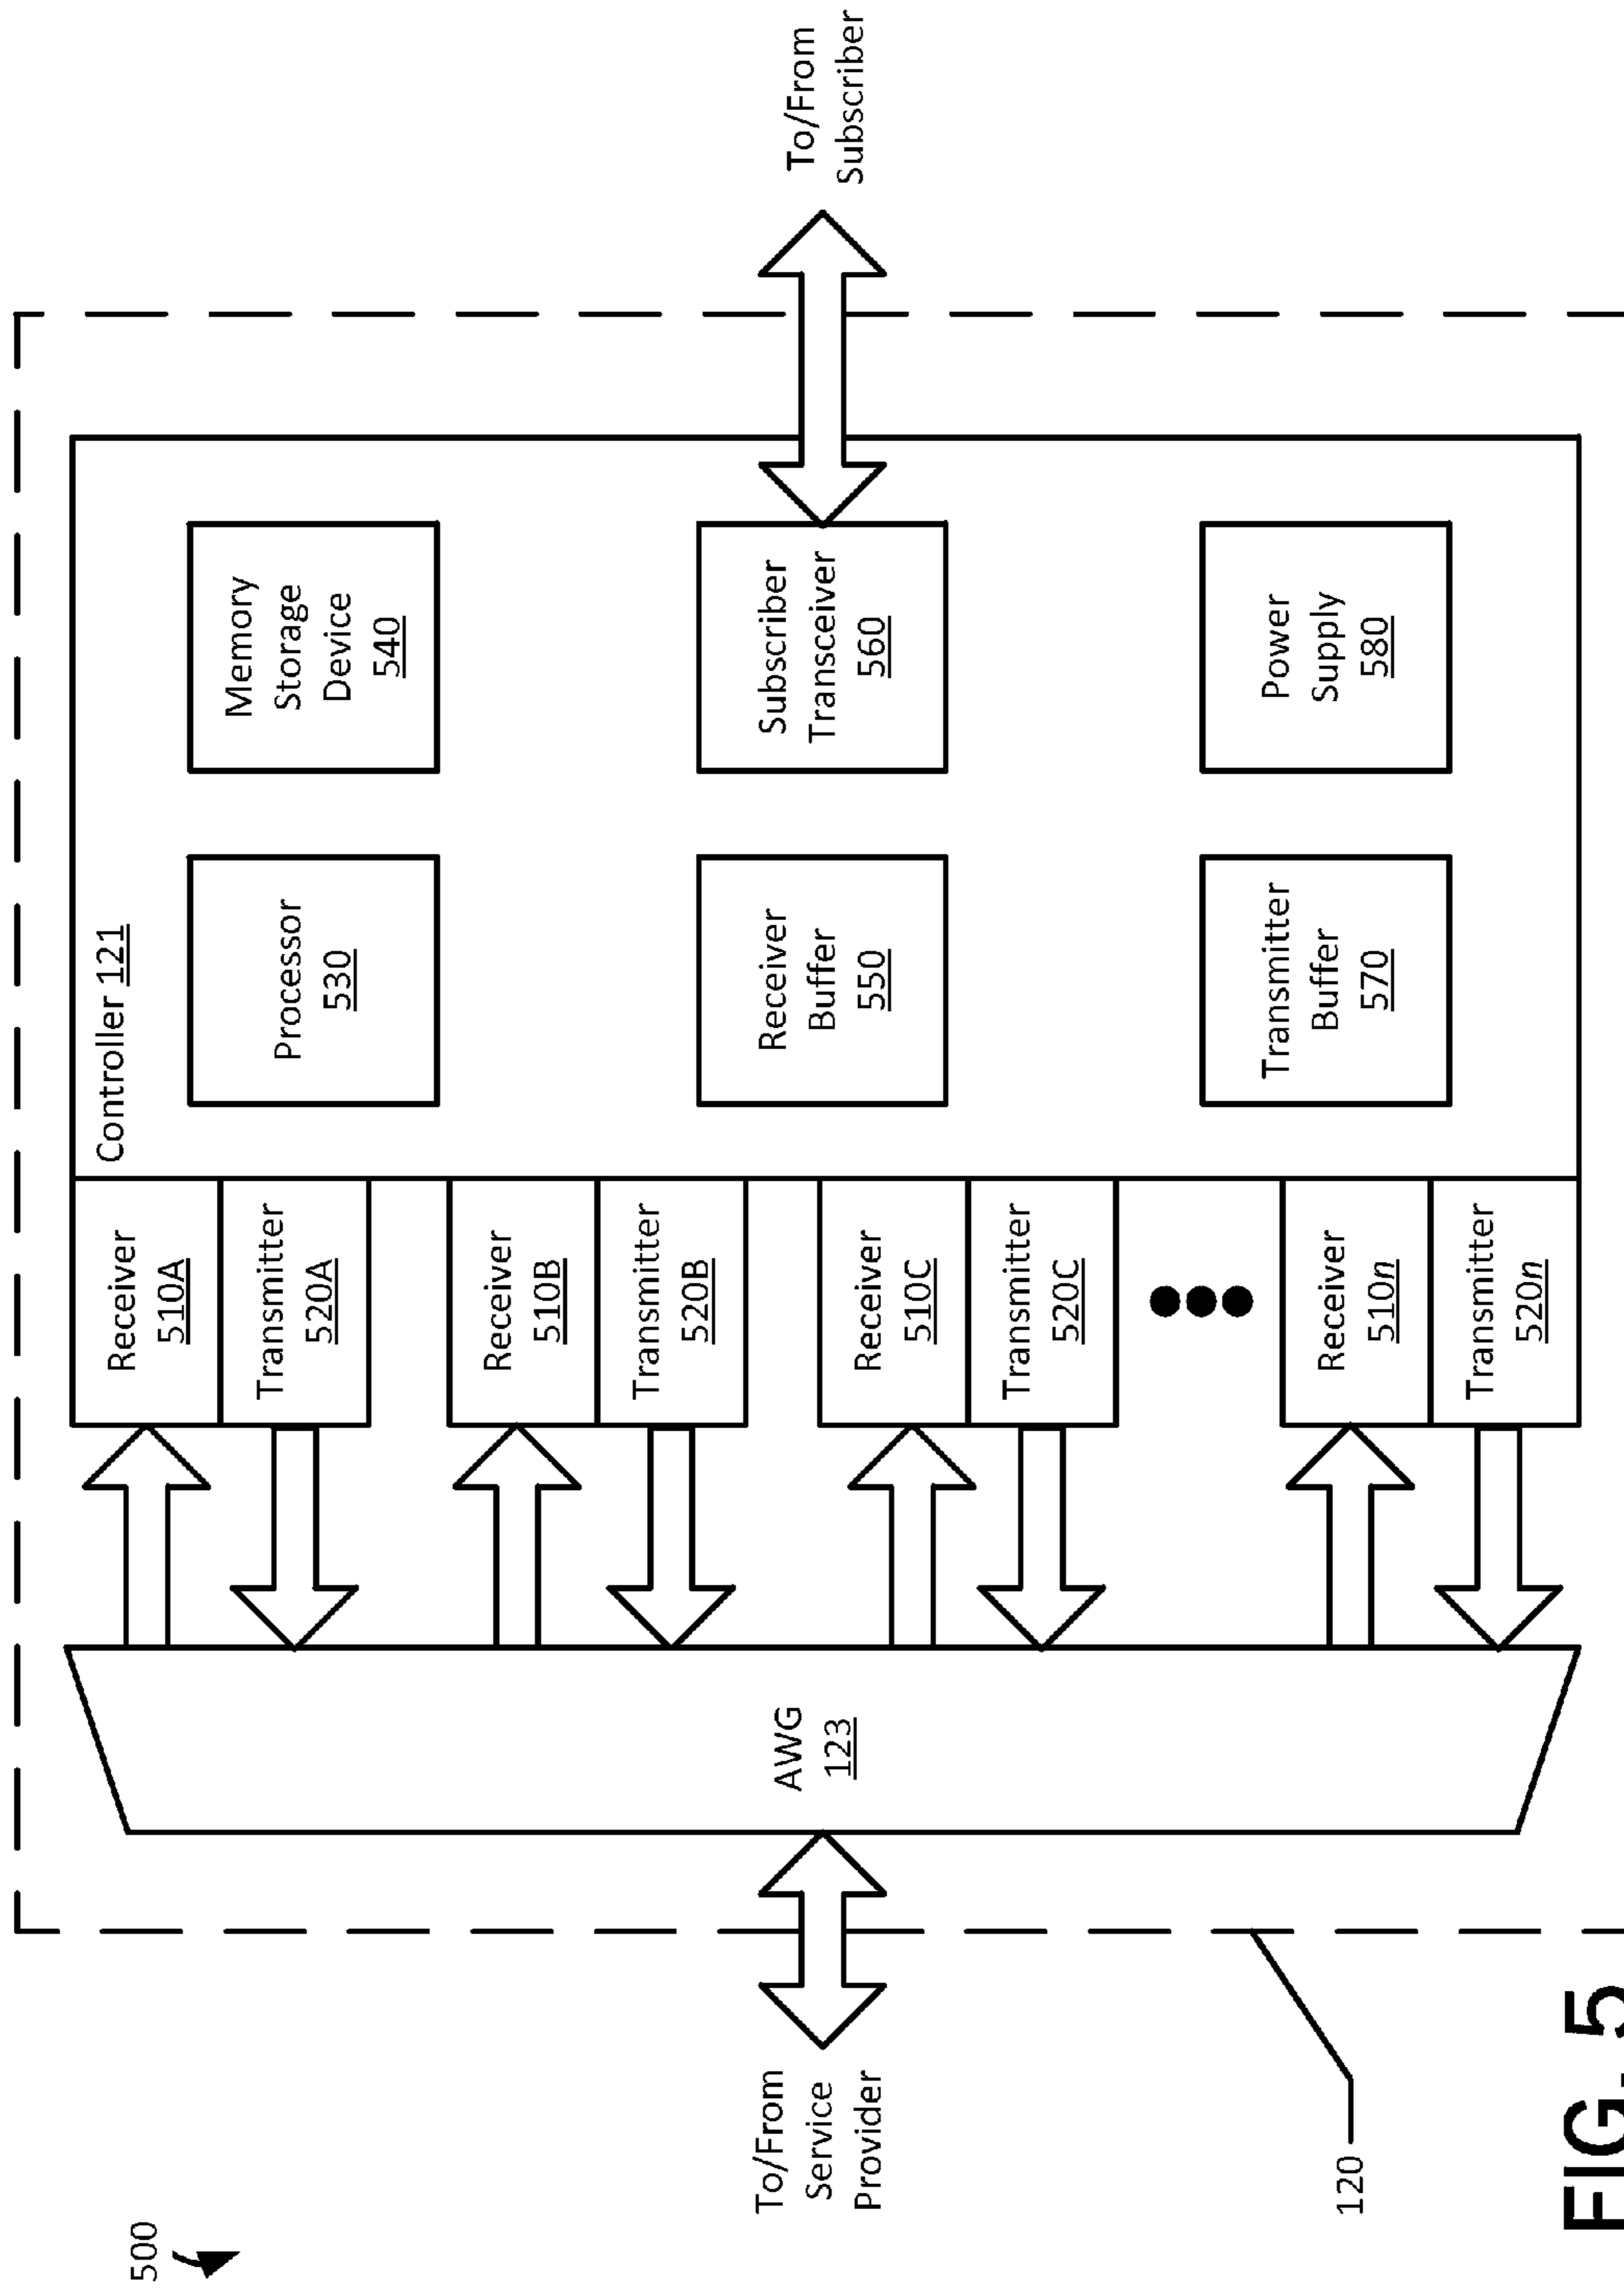 500
To/From
Service
Provider
120
AWG
123
Receiver
510A
Transmitter
520A
Receiver
510B
Transmitter
520B
Receiver
510C
Transmitter
520C
Receiver
510n
Transmitter
520n
Controller 121
Processor
530
Memory
Storage
Device
540
Receiver
Buffer
550
Subscriber
Transceiver
560
Transmitter
Buffer
570
Power
Supply
580
To/From
Subscriber
FIG. 5